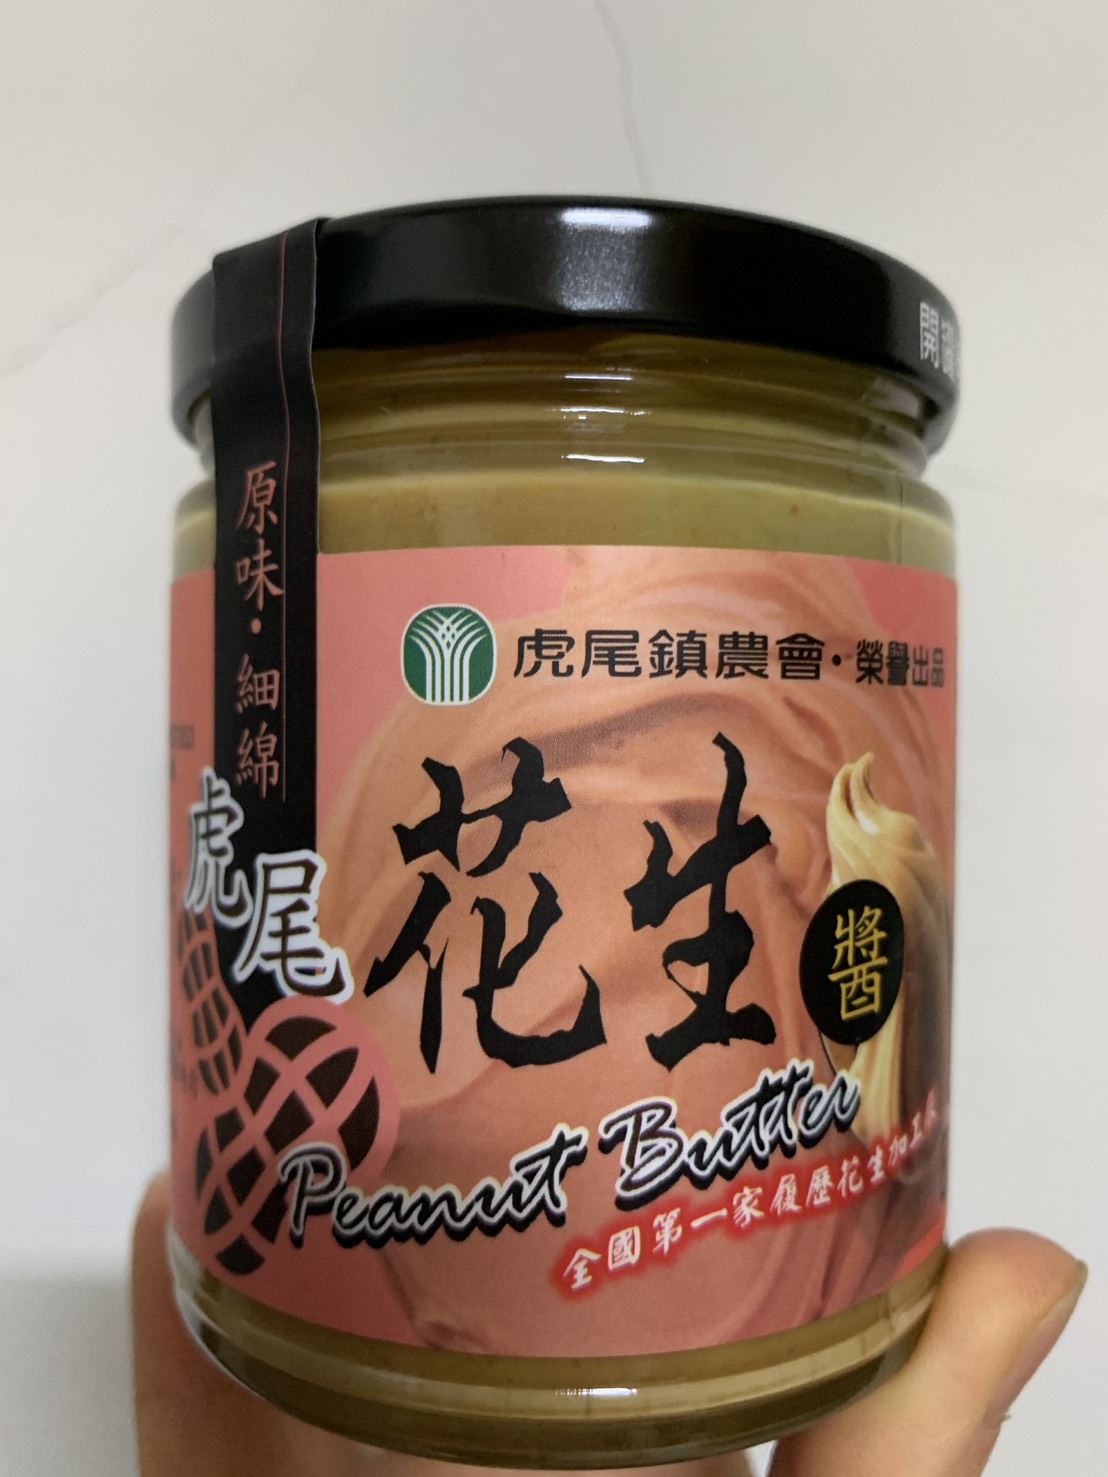 開
原味·細綿
虎尾鎮農會·榮譽出品
虎尾
花生
醬
Peanut Butter
全國第一家履歷花生加工